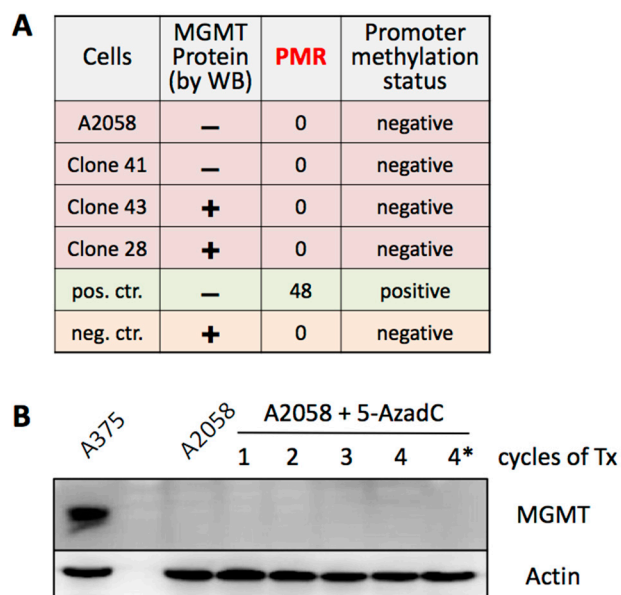 A
Cells MGMT Protein (by WB) PMR Promoter methylation status
A2058 – 0 negative
Clone 41 – 0 negative
Clone 43 + 0 negative
Clone 28 + 0 negative
pos. ctr. – 48 positive
neg. ctr. + 0 negative
B
A375 A2058 A2058 + 5-AzadC
1 2 3 4 4* cycles of Tx
MGMT
Actin